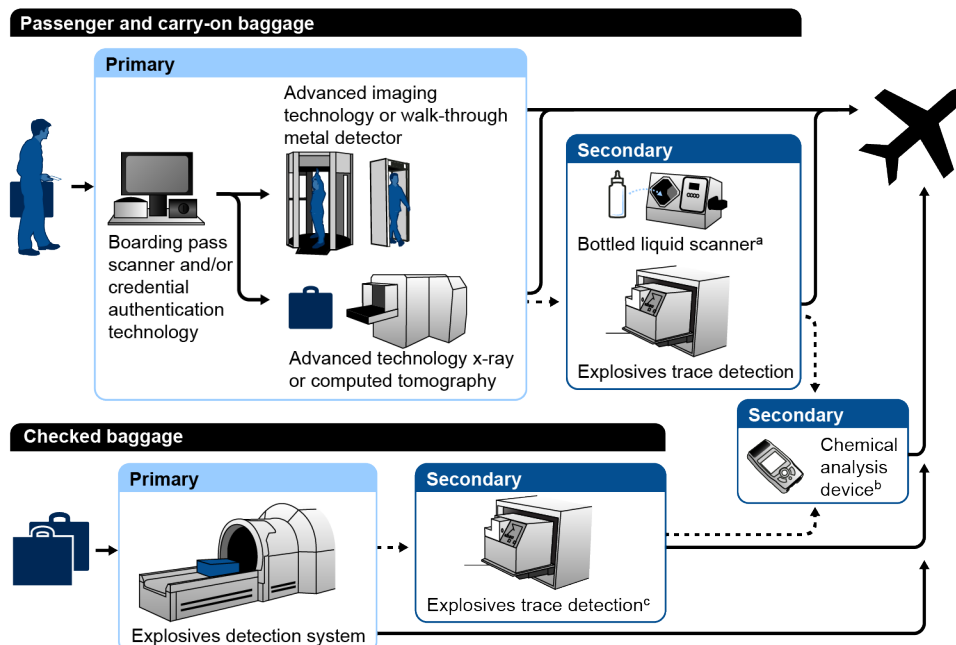 Passenger and carry-on baggage
Primary
Advanced imaging
technology or walk-through
metal detector
Boarding pass
scanner and/or
credential
authentication
technology
Advanced technology x-ray
or computed tomography
Secondary
Bottled liquid scannerᵃ
Explosives trace detection
Secondary
Chemical
analysis
deviceᵇ
Checked baggage
Primary
Explosives detection system
Secondary
Explosives trace detectionᶜ